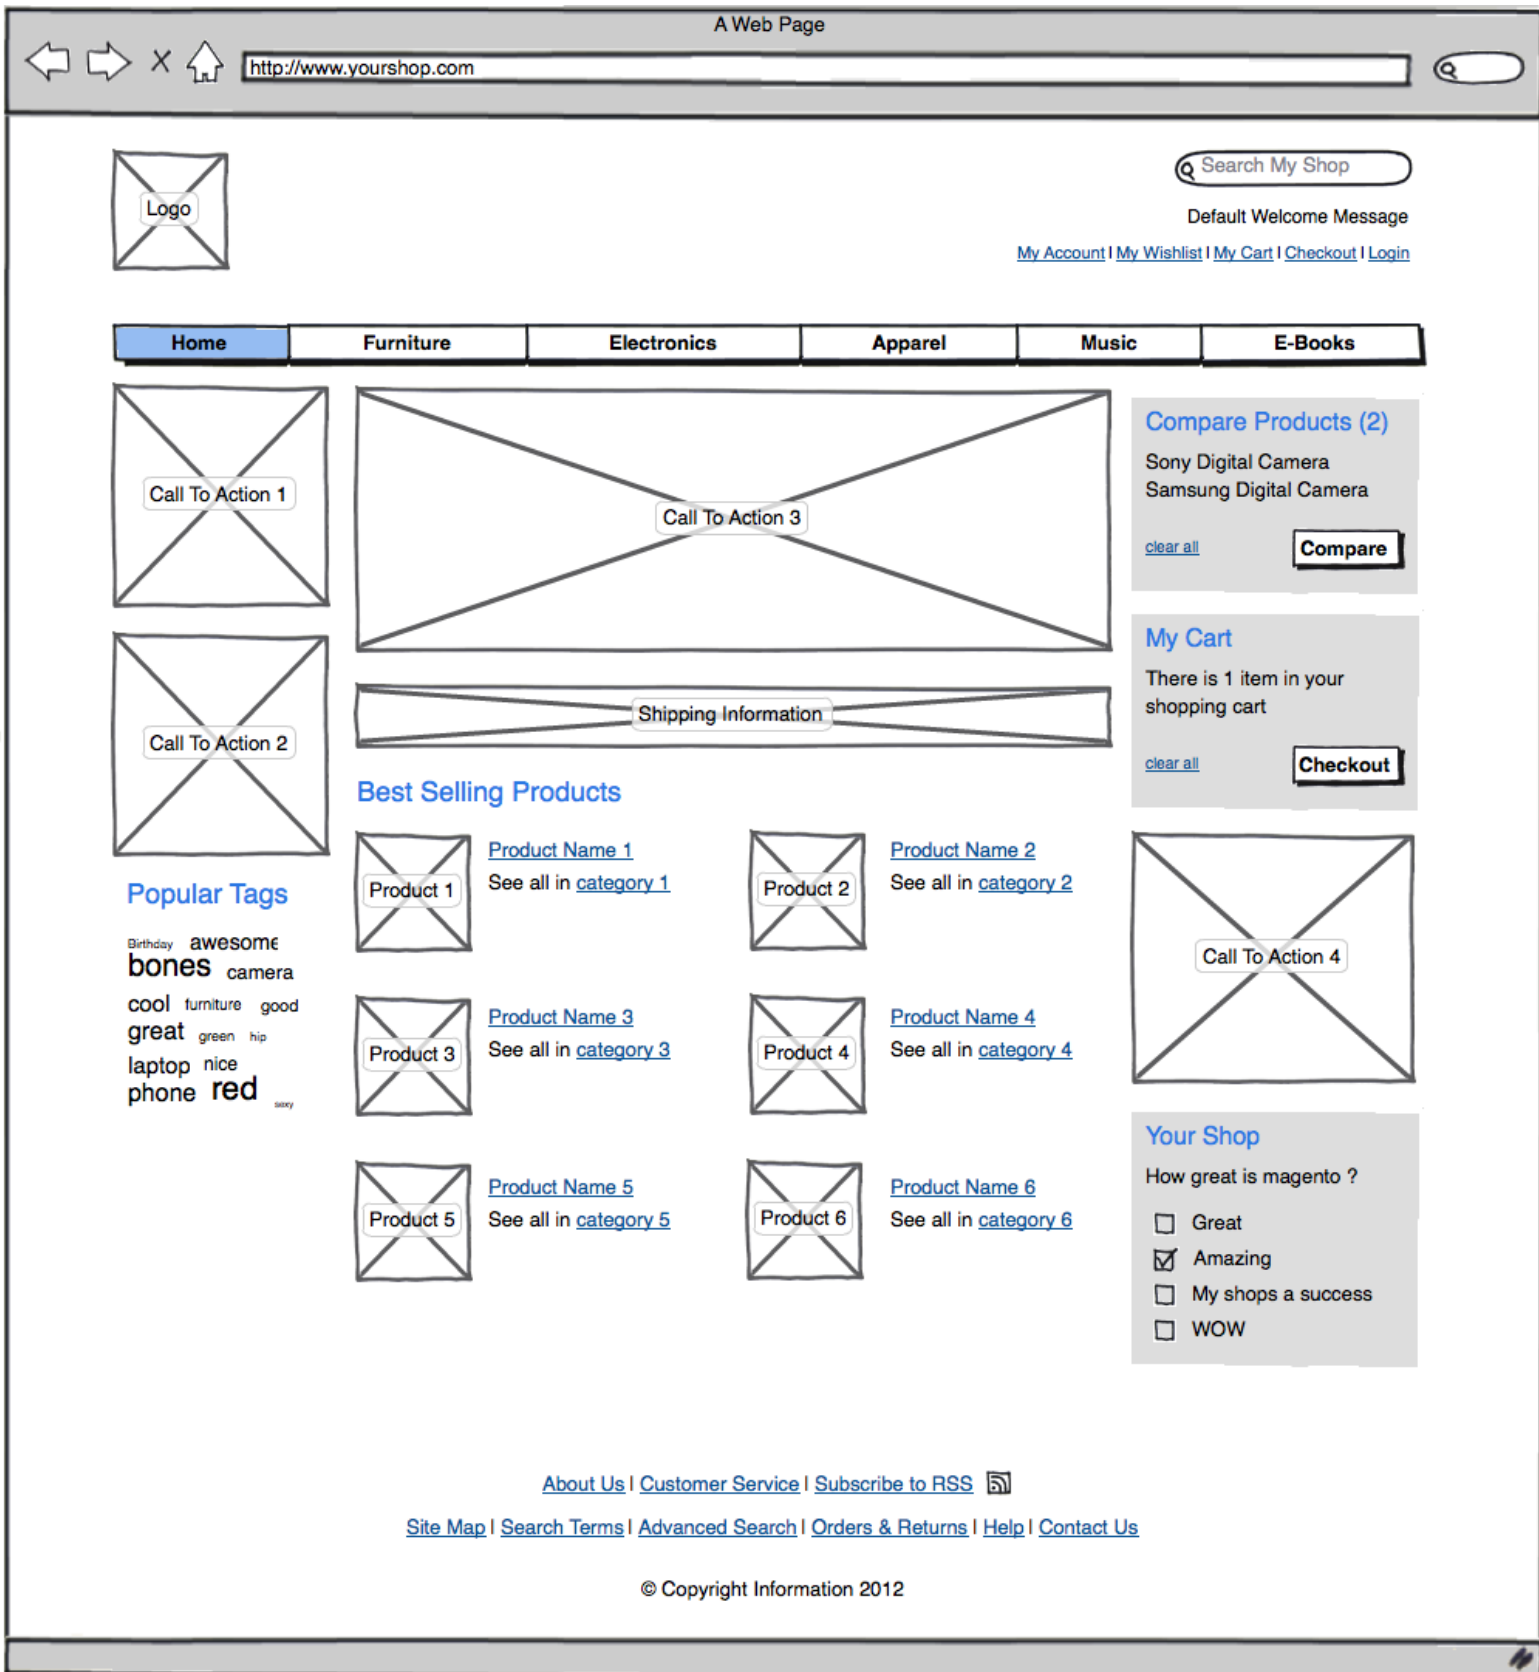 A Web Page
http://www.yourshop.com
Logo
Search My Shop
Default Welcome Message
My Account | My Wishlist | My Cart | Checkout | Login
Home Furniture Electronics Apparel Music E-Books
Call To Action 1
Call To Action 2
Popular Tags
Birthday awesome
bones camera
cool furniture good
great green hip
laptop nice
phone red sexy
Call To Action 3
Shipping Information
Best Selling Products
Product 1
Product Name 1
See all in category 1
Product 2
Product Name 2
See all in category 2
Product 3
Product Name 3
See all in category 3
Product 4
Product Name 4
See all in category 4
Product 5
Product Name 5
See all in category 5
Product 6
Product Name 6
See all in category 6
Compare Products (2)
Sony Digital Camera
Samsung Digital Camera
clear all Compare
My Cart
There is 1 item in your
shopping cart
clear all Checkout
Call To Action 4
Your Shop
How great is magento ?
Great
Amazing
My shops a success
WOW
About Us | Customer Service | Subscribe to RSS
Site Map | Search Terms | Advanced Search | Orders & Returns | Help | Contact Us
© Copyright Information 2012